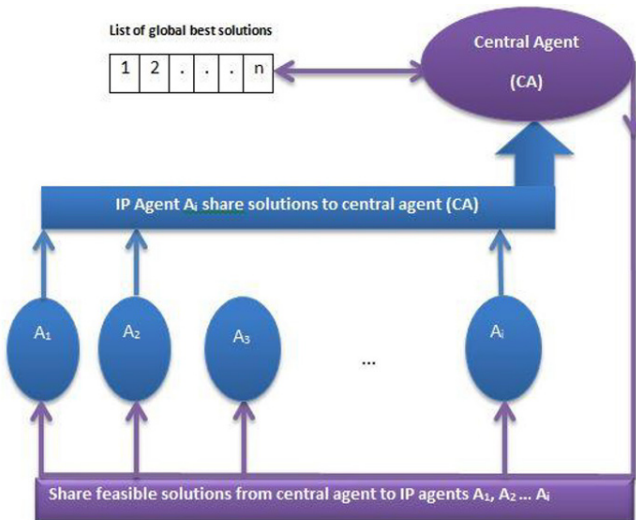 List of global best solutions
1 2 . . . n
Central Agent
(CA)
IP Agent Aᵢ share solutions to central agent (CA)
A₁ A₂ A₃ ... Aᵢ
Share feasible solutions from central agent to IP agents A₁, A₂ ... Aᵢ